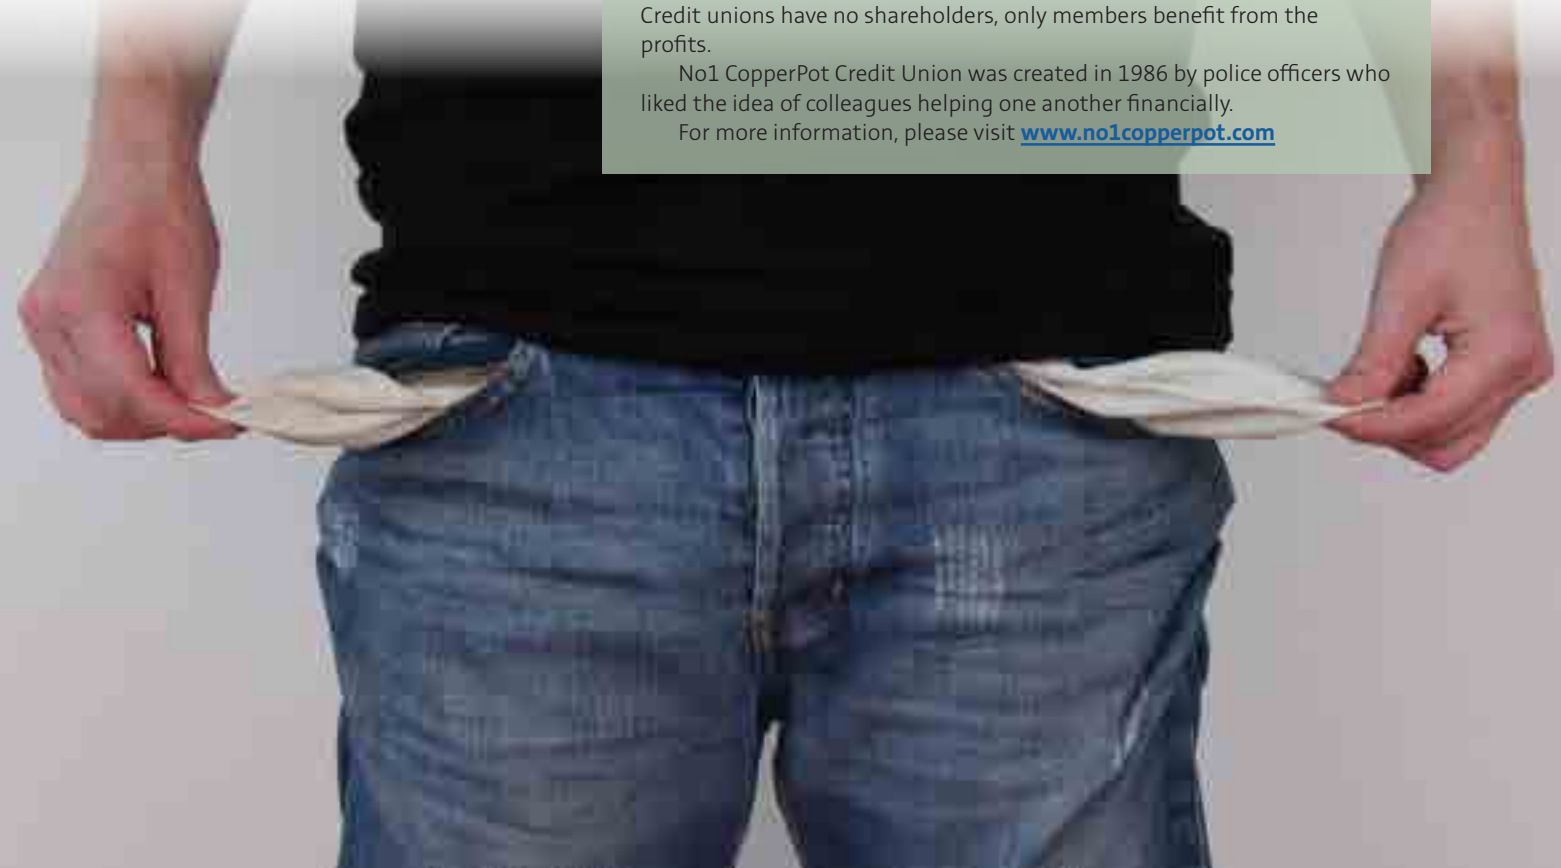 Credit unions have no shareholders, only members benefit from the
profits.
No1 CopperPot Credit Union was created in 1986 by police officers who
liked the idea of colleagues helping one another financially.
For more information, please visit www.no1copperpot.com